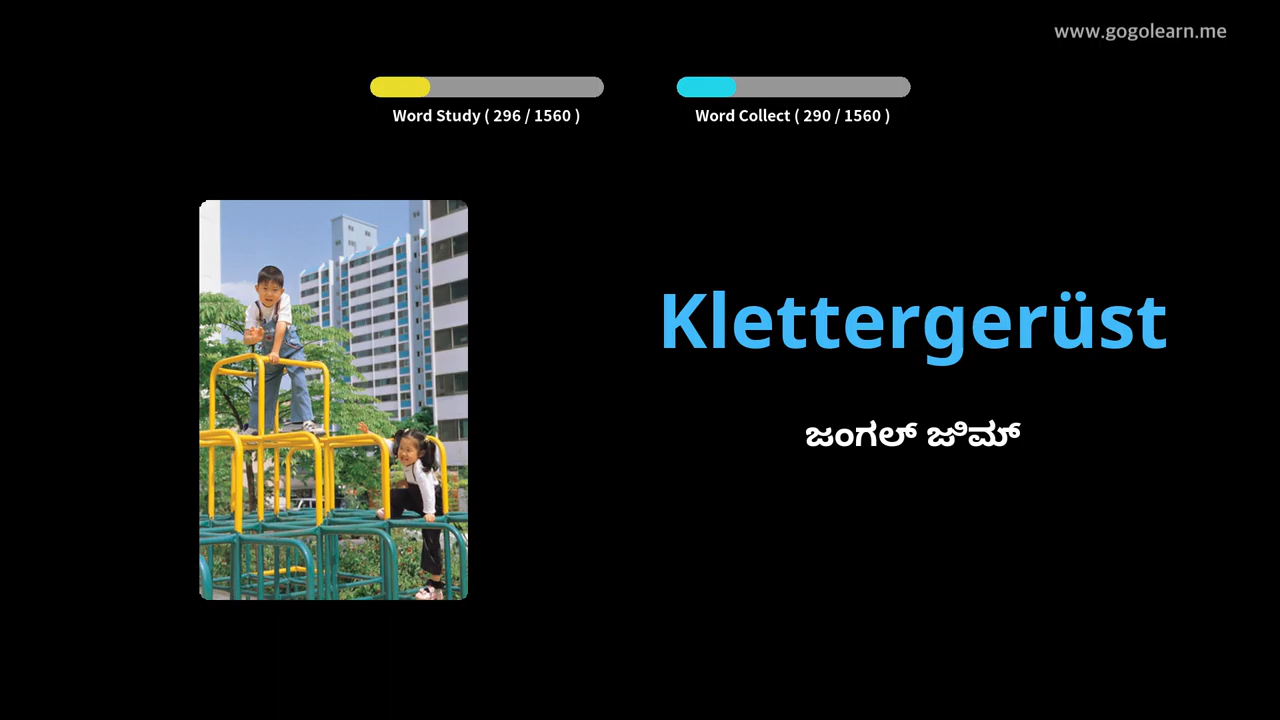 www.gogolearn.me
Word Study ( 296 / 1560 )
Word Collect ( 290 / 1560 )
Klettergerüst
ಜಂಗಲ್ ಜಿಮ್